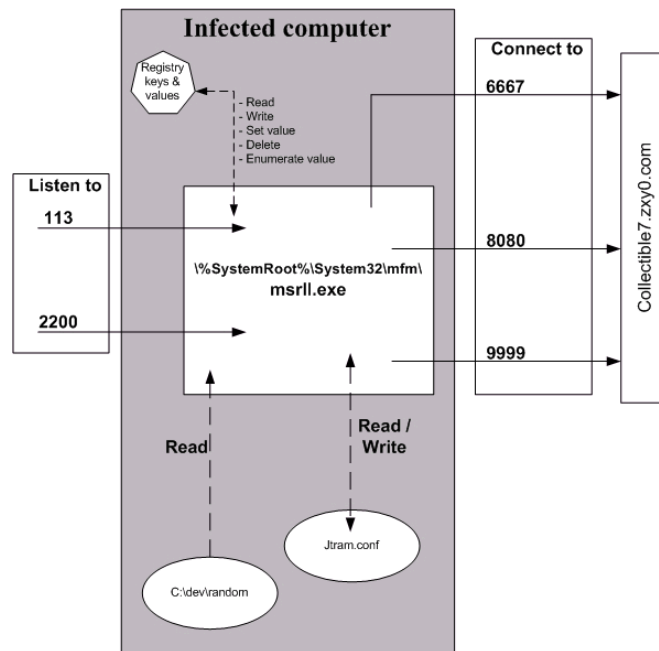 Infected computer
Registry
keys &
values
- Read
- Write
- Set value
- Delete
- Enumerate value
Listen to
113
2200
\%SystemRoot%\System32\mfm\
msrll.exe
Read
Read /
Write
C:\dev\random
Jtram.conf
Connect to
6667
8080
9999
Collectible7.zxy0.com